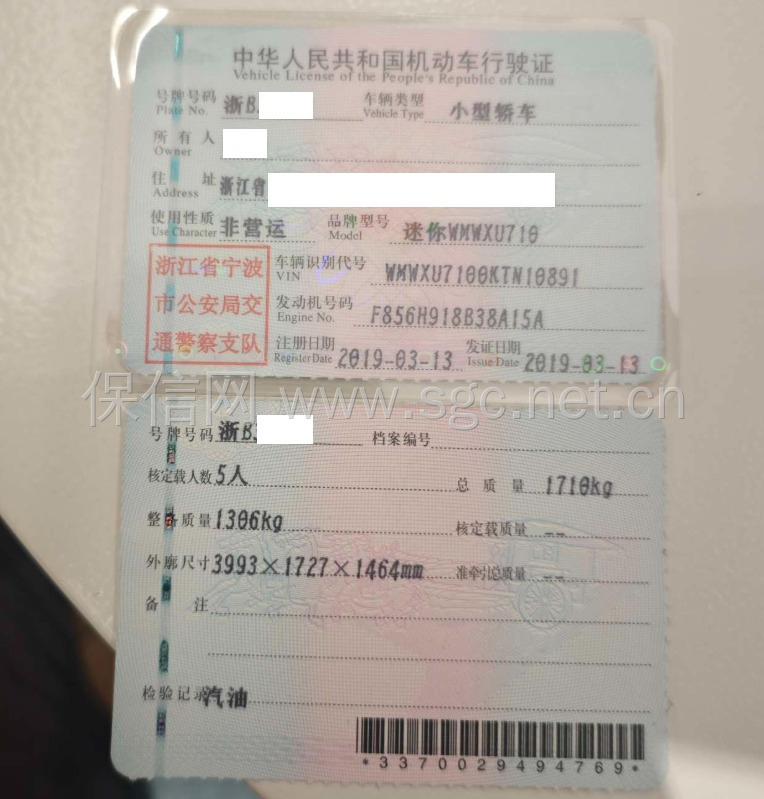 中华人民共和国机动车行驶证
Vehicle License of the People's Republic of China
号牌号码 浙B 车辆类型 小型轿车
Plate No. Vehicle Type
所有人
Owner
住址 浙江省
Address
使用性质 非营运 品牌型号 迷你WMWXU710
Use Character Model
浙江省宁波
市公安局交
通警察支队
车辆识别代号 WMWXU7100KTN10891
VIN
发动机号码 F856H918B38A15A
Engine No.
注册日期 2019-03-13 发证日期 2019-03-13
Register Date Issue Date
保信网 www.sgc.net.cn
号牌号码 浙B 档案编号
核定载人数 5人 总质量 1710kg
整备质量 1306kg 核定载质量 --
外廓尺寸 3993×1727×1464mm 准牵引总质量 --
备注
检验记录 汽油
*3370029494769*